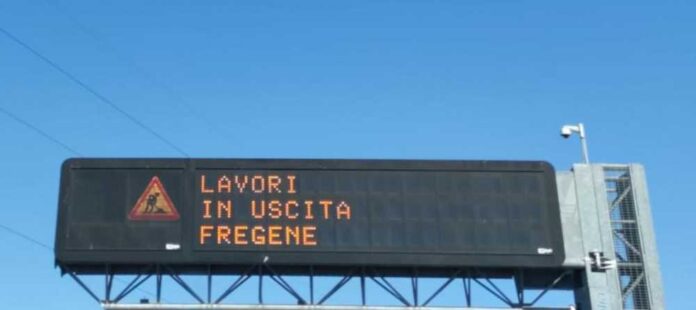 LAVORI
IN USCITA
FREGENE